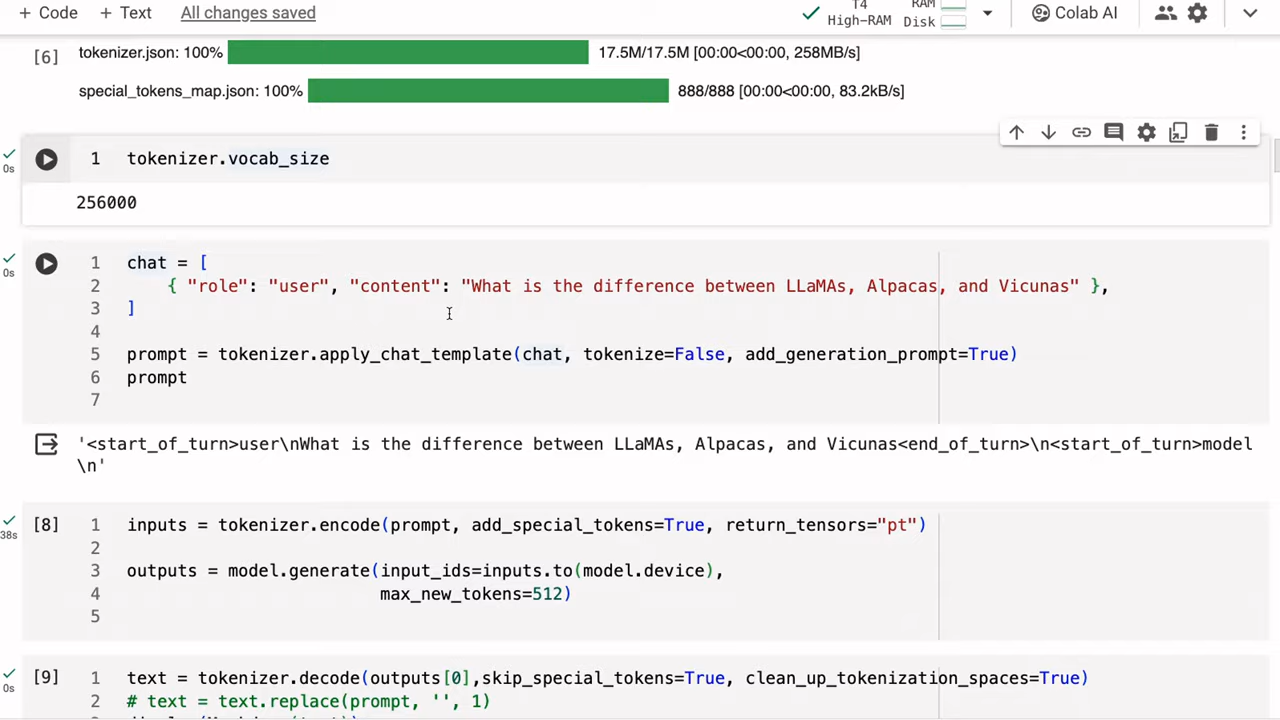 + Code + Text All changes saved T4 High-RAM RAM Disk Colab AI
[6] tokenizer.json: 100% 17.5M/17.5M [00:00<00:00, 258MB/s]
special_tokens_map.json: 100% 888/888 [00:00<00:00, 83.2kB/s]
0s 1 tokenizer.vocab_size
256000
0s 1 chat = [
2 { "role": "user", "content": "What is the difference between LLaMAs, Alpacas, and Vicunas" },
3 ]
4
5 prompt = tokenizer.apply_chat_template(chat, tokenize=False, add_generation_prompt=True)
6 prompt
7
'<start_of_turn>user\nWhat is the difference between LLaMAs, Alpacas, and Vicunas<end_of_turn>\n<start_of_turn>model
\n'
38s [8] 1 inputs = tokenizer.encode(prompt, add_special_tokens=True, return_tensors="pt")
2
3 outputs = model.generate(input_ids=inputs.to(model.device),
4 max_new_tokens=512)
5
0s [9] 1 text = tokenizer.decode(outputs[0],skip_special_tokens=True, clean_up_tokenization_spaces=True)
2 # text = text.replace(prompt, '', 1)